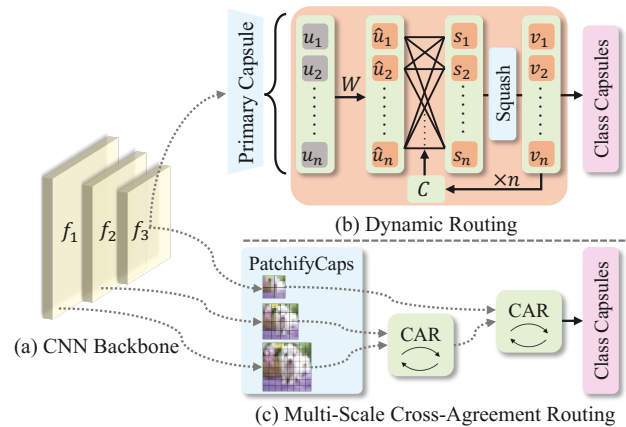 Primary Capsule
u₁
u₂
uₙ
W
û₁
û₂
ûₙ
s₁
s₂
sₙ
Squash
v₁
v₂
vₙ
Class Capsules
C
×n
(b) Dynamic Routing
f₁
f₂
f₃
(a) CNN Backbone
PatchifyCaps
CAR
CAR
Class Capsules
(c) Multi-Scale Cross-Agreement Routing